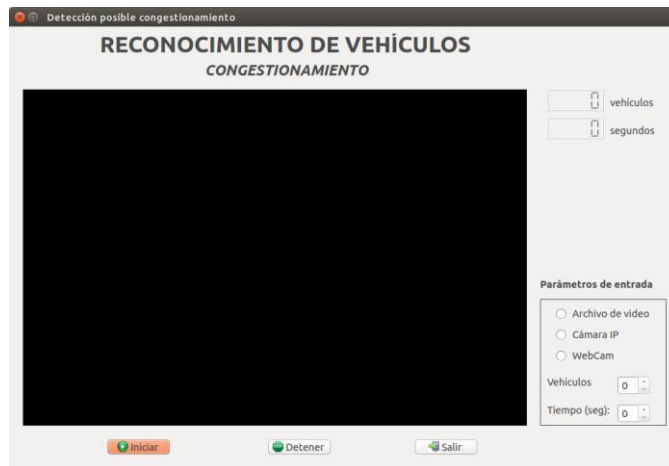 Detección posible congestionamiento
RECONOCIMIENTO DE VEHÍCULOS
CONGESTIONAMIENTO
0 vehículos
0 segundos
Parámetros de entrada
Archivo de video
Cámara IP
WebCam
Vehículos 0
Tiempo (seg): 0
Iniciar
Detener
Salir